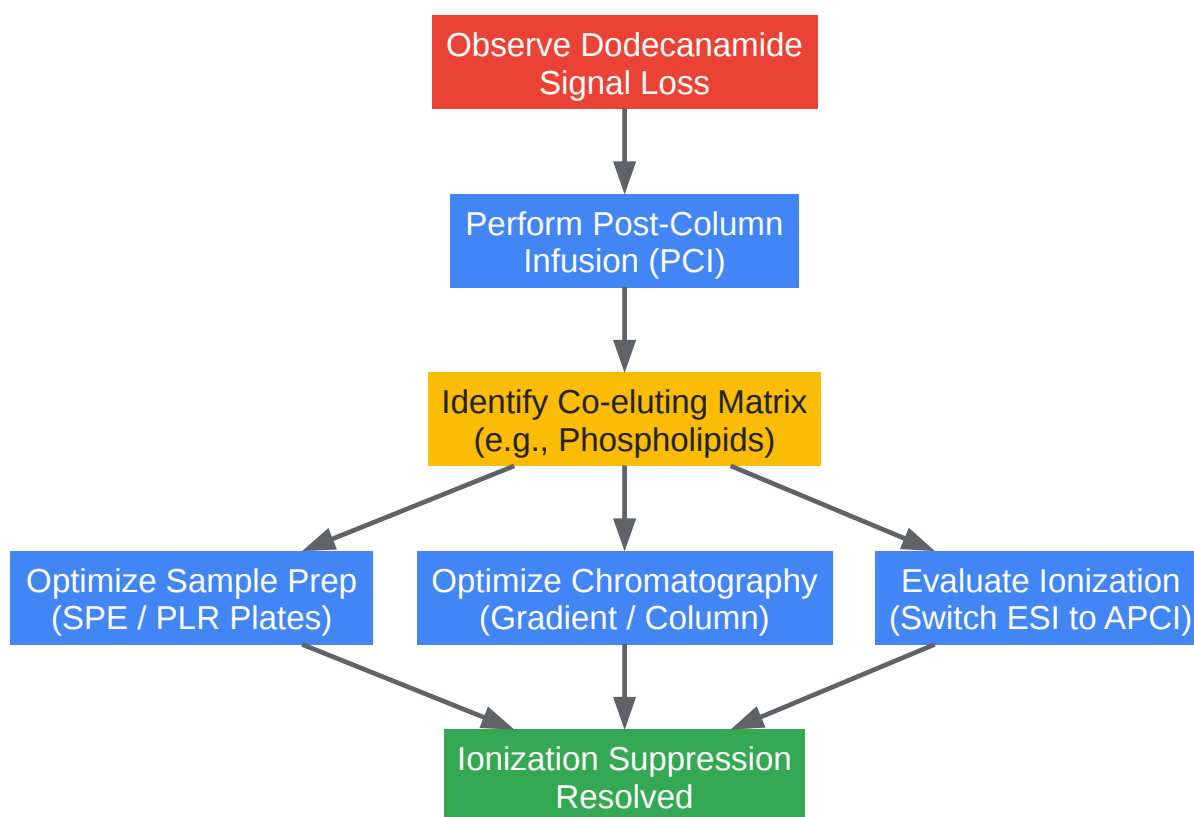 Observe Dodecanamide
Signal Loss
Perform Post-Column
Infusion (PCI)
Identify Co-eluting Matrix
(e.g., Phospholipids)
Optimize Sample Prep
(SPE / PLR Plates)
Optimize Chromatography
(Gradient / Column)
Evaluate Ionization
(Switch ESI to APCI)
Ionization Suppression
Resolved